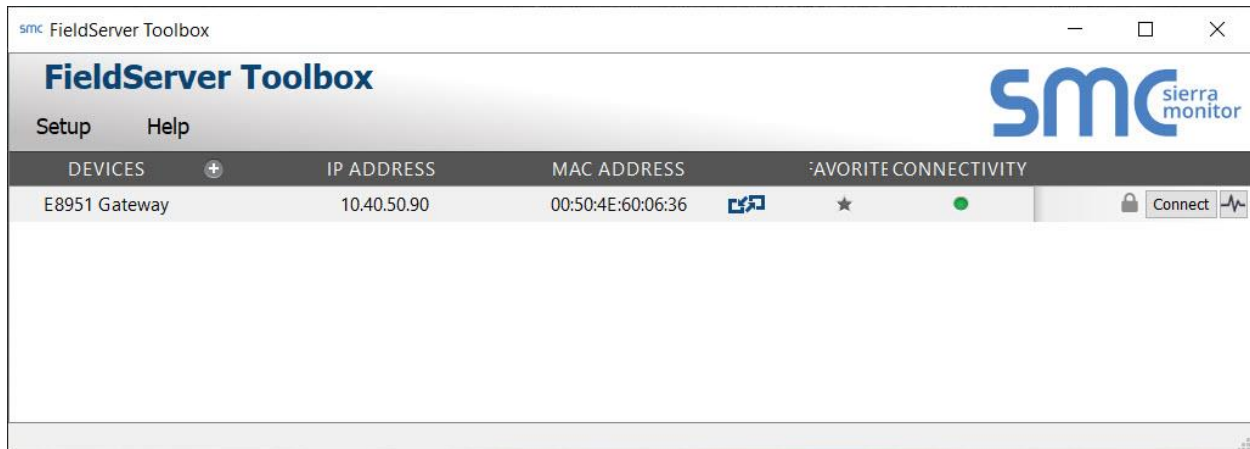 smc FieldServer Toolbox
FieldServer Toolbox
smc sierra monitor
Setup Help
DEVICES IP ADDRESS MAC ADDRESS FAVORITE CONNECTIVITY
E8951 Gateway 10.40.50.90 00:50:4E:60:06:36 Connect